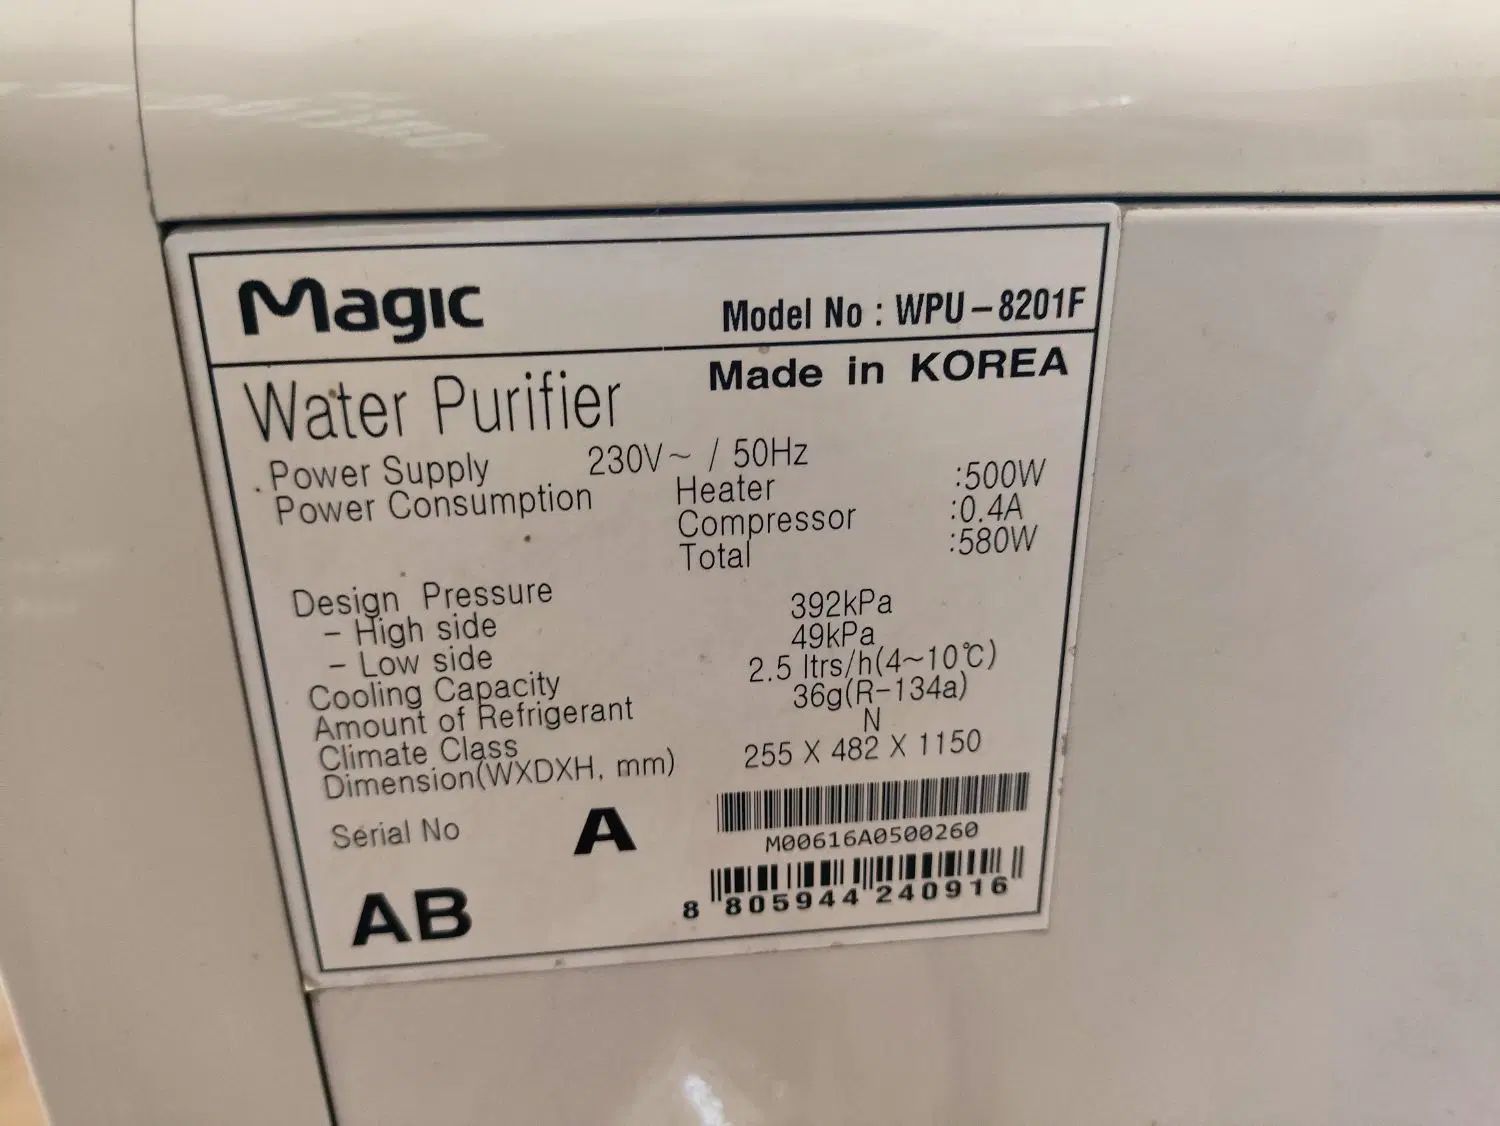 Magic
Model No : WPU-8201F
Made in KOREA
Water Purifier
Power Supply 230V~ / 50Hz
Power Consumption Heater :500W
Compressor :0.4A
Total :580W
Design Pressure
- High side 392kPa
- Low side 49kPa
Cooling Capacity 2.5 ltrs/h(4~10℃)
Amount of Refrigerant 36g(R-134a)
Climate Class N
Dimension(WXDXH, mm) 255 X 482 X 1150
Serial No A
M00616A0500260
AB
8 805944 240916